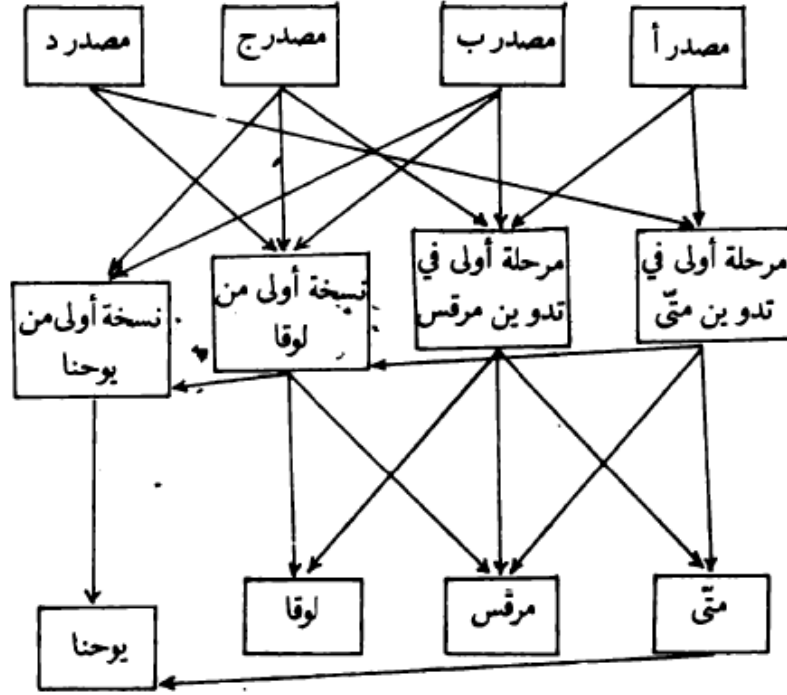 مصدر أ
مصدر ب
مصدر ج
مصدر د
مرحلة أولى في
تدوين متّى
مرحلة أولى في
تدوين مرقس
نسخة أولى من
لوقا
نسخة أولى من
يوحنا
متّى
مرقس
لوقا
يوحنا